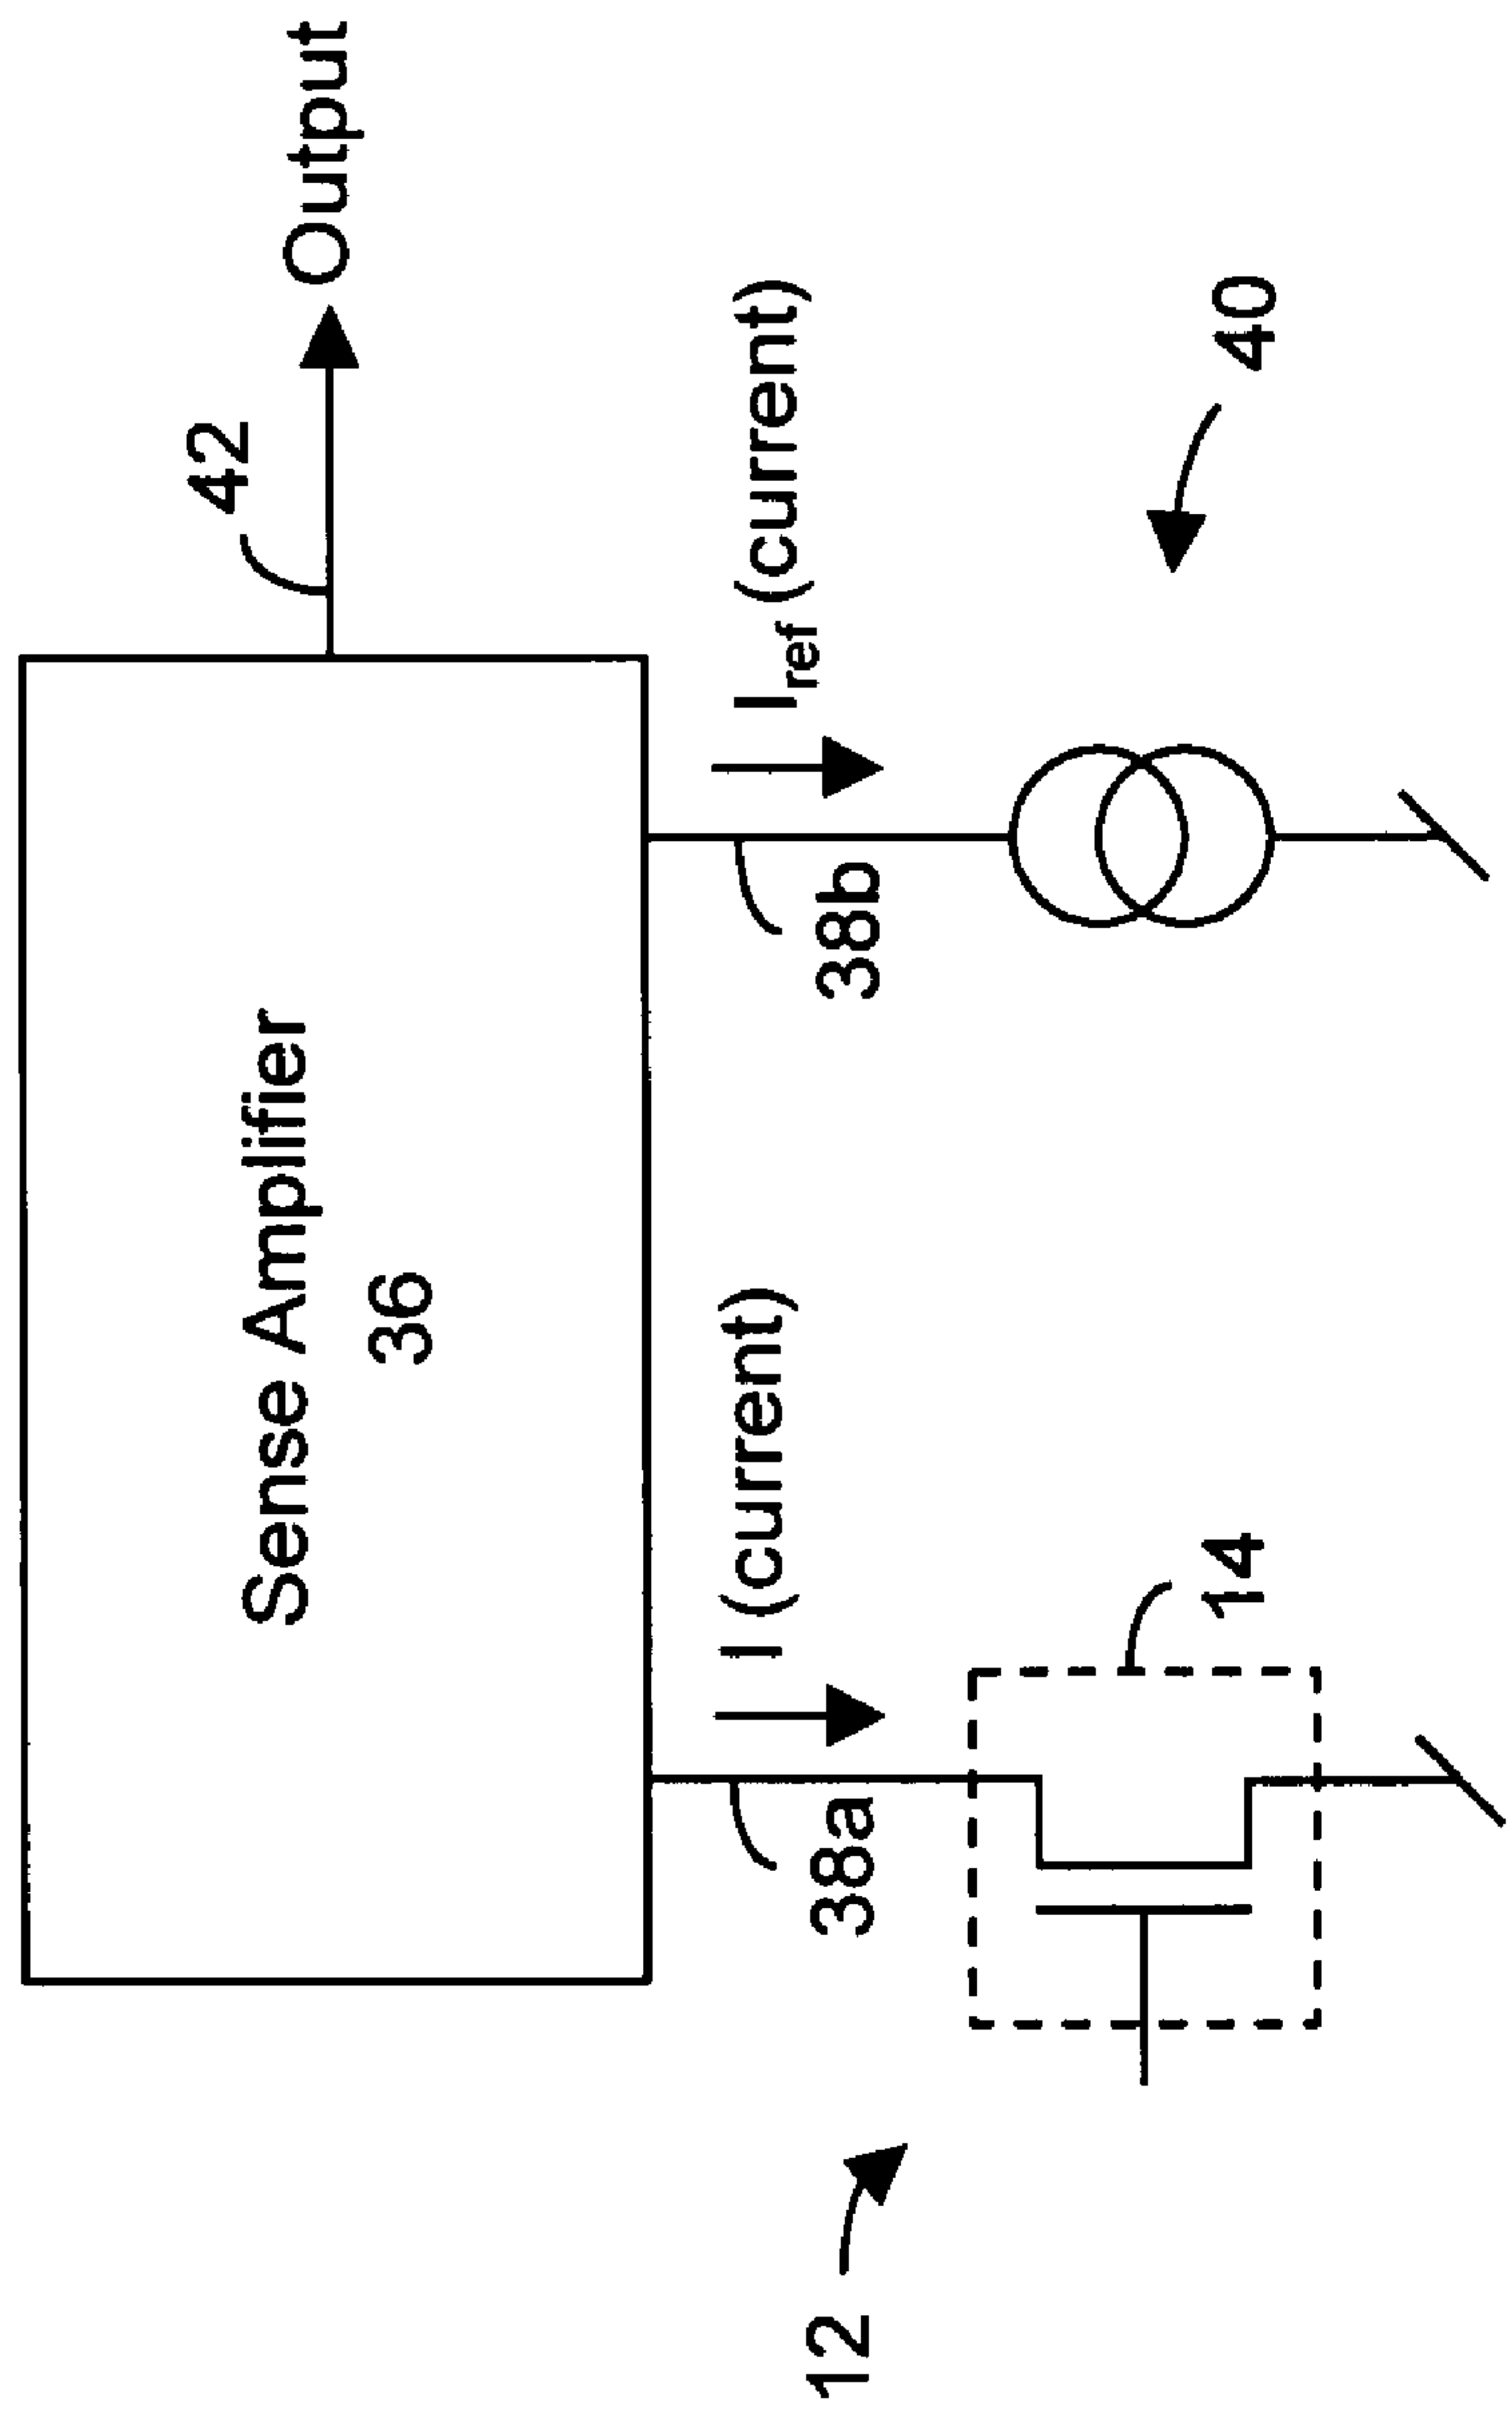 Output
42
Sense Amplifier
36
I (current)
Iref (current)
38a
38b
12
14
40